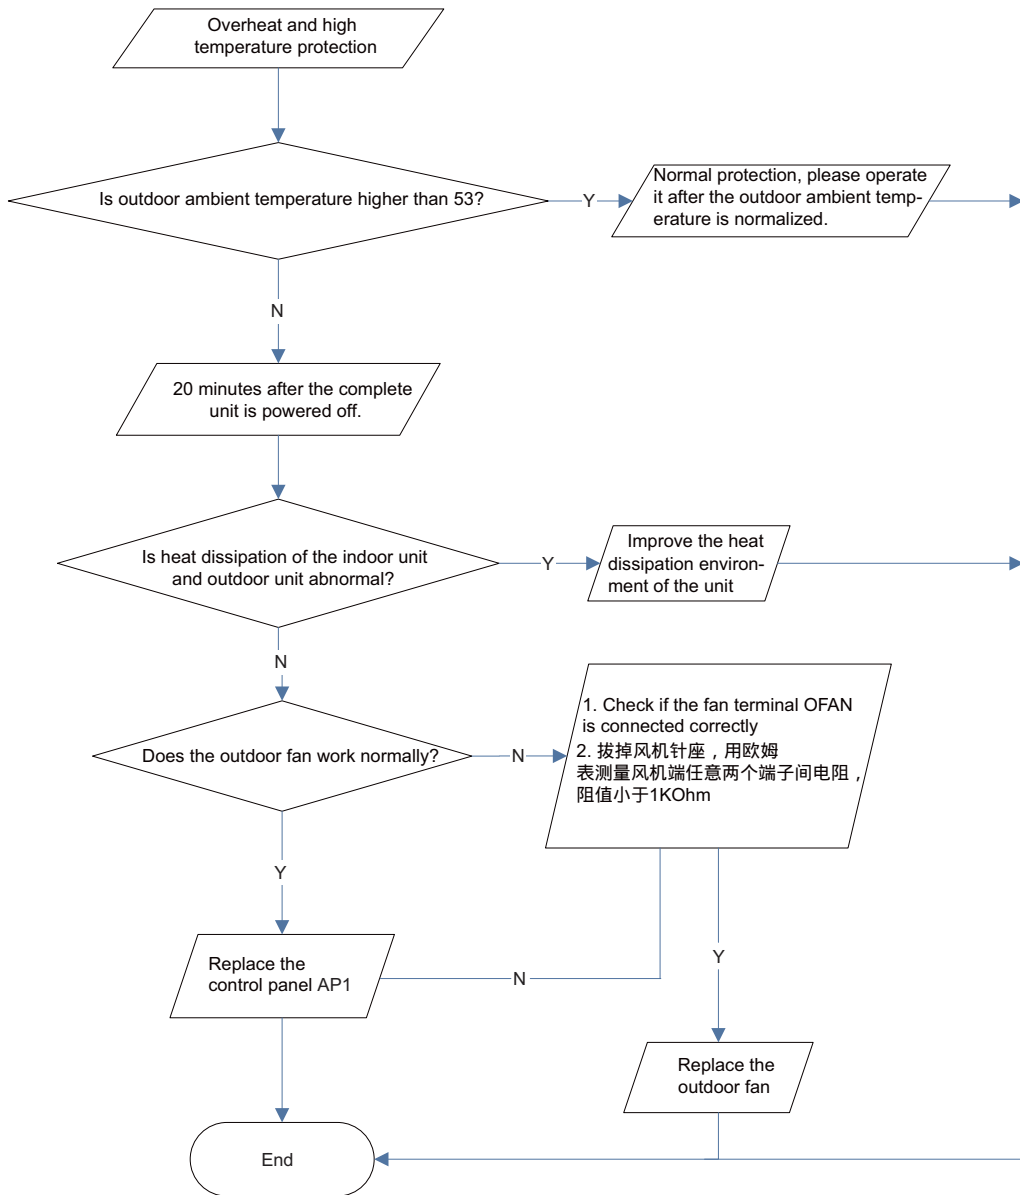 Overheat and high
temperature protection
Is outdoor ambient temperature higher than 53?
Y
Normal protection, please operate
it after the outdoor ambient temp-
erature is normalized.
N
20 minutes after the complete
unit is powered off.
Is heat dissipation of the indoor unit
and outdoor unit abnormal?
Y
Improve the heat
dissipation environ-
ment of the unit
N
Does the outdoor fan work normally?
N
1. Check if the fan terminal OFAN
is connected correctly
2. 拔掉风机针座，用欧姆
表测量风机端任意两个端子间电阻，
阻值小于1KOhm
Y
Replace the
control panel AP1
N
Y
Replace the
outdoor fan
End